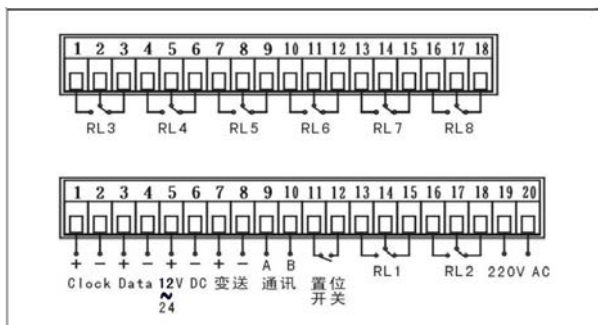 1 2 3 4 5 6 7 8 9 10 11 12 13 14 15 16 17 18
RL3 RL4 RL5 RL6 RL7 RL8
1 2 3 4 5 6 7 8 9 10 11 12 13 14 15 16 17 18 19 20
+ − + − + − + − A B
Clock Data 12V DC 变送 通讯 置位 RL1 RL2 220V AC
~ 开关
24